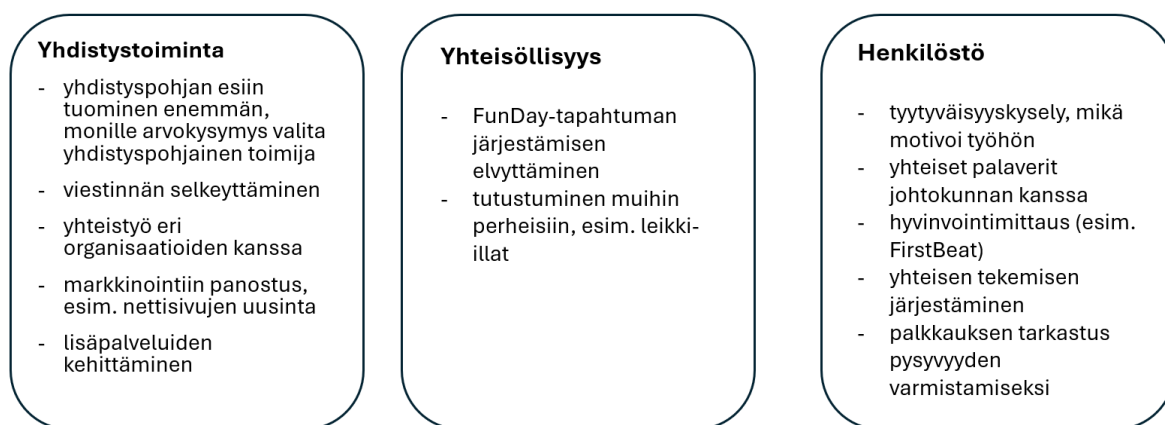 Yhdistystoiminta
- yhdistyspohjan esiin
tuominen enemmän,
monille arvokysymys valita
yhdistyspohjainen toimija
- viestinnän selkeyttäminen
- yhteistyö eri
organisaatioiden kanssa
- markkinointiin panostus,
esim. nettisivujen uusinta
- lisäpalveluiden
kehittäminen
Yhteisöllisyys
- FunDay-tapahtuman
järjestämisen
elvyttäminen
- tutustuminen muihin
perheisiin, esim. leikki-
illat
Henkilöstö
- tyytyväisyyskysely, mikä
motivoi työhön
- yhteiset palaverit
johtokunnan kanssa
- hyvinvointimittaus (esim.
FirstBeat)
- yhteisen tekemisen
järjestäminen
- palkkauksen tarkastus
pysyvyyden
varmistamiseksi